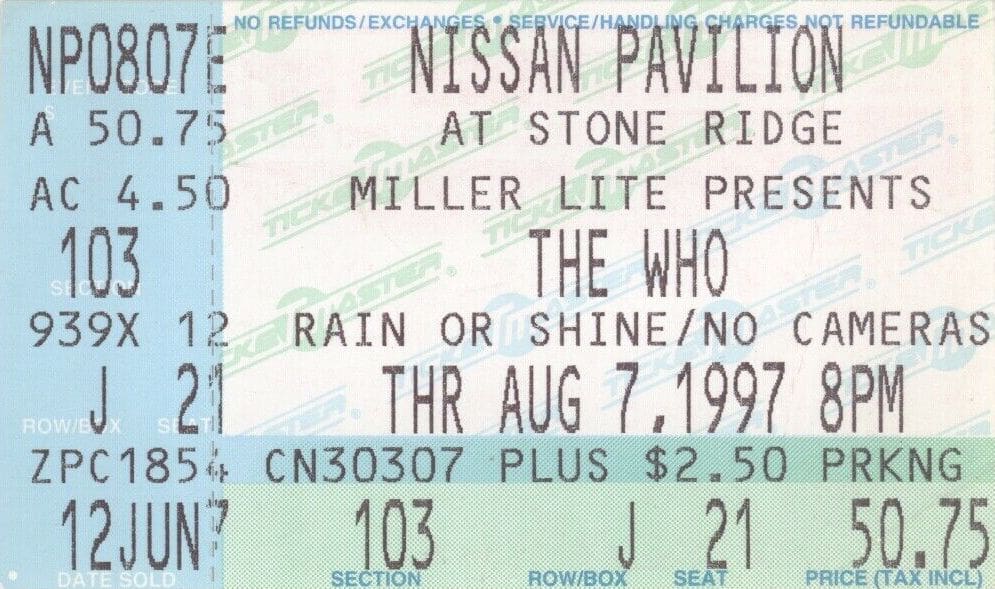 NO REFUNDS/EXCHANGES • SERVICE/HANDLING CHARGES NOT REFUNDABLE
NP0807E NISSAN PAVILION
A 50.75 AT STONE RIDGE
AC 4.50 MILLER LITE PRESENTS
103 THE WHO
SECTION
939X 12 RAIN OR SHINE/NO CAMERAS
J 21 THR AUG 7,1997 8PM
ROW/BOX SEAT
ZPC1854 CN30307 PLUS $2.50 PRKNG
12JUN7 103 J 21 50.75
DATE SOLD SECTION ROW/BOX SEAT PRICE (TAX INCL)
TICKETMASTER